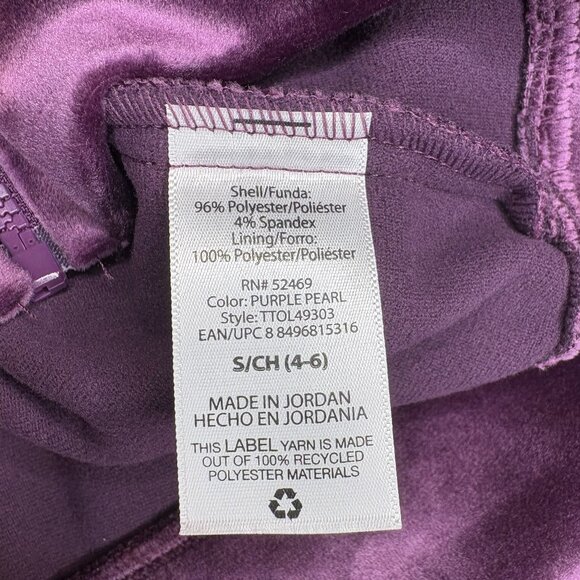 Shell/Funda:
96% Polyester/Poliéster
4% Spandex
Lining/Forro:
100% Polyester/Poliéster
RN# 52469
Color: PURPLE PEARL
Style: TTOL49303
EAN/UPC 8 8496815316
S/CH (4-6)
MADE IN JORDAN
HECHO EN JORDANIA
THIS LABEL YARN IS MADE
OUT OF 100% RECYCLED
POLYESTER MATERIALS